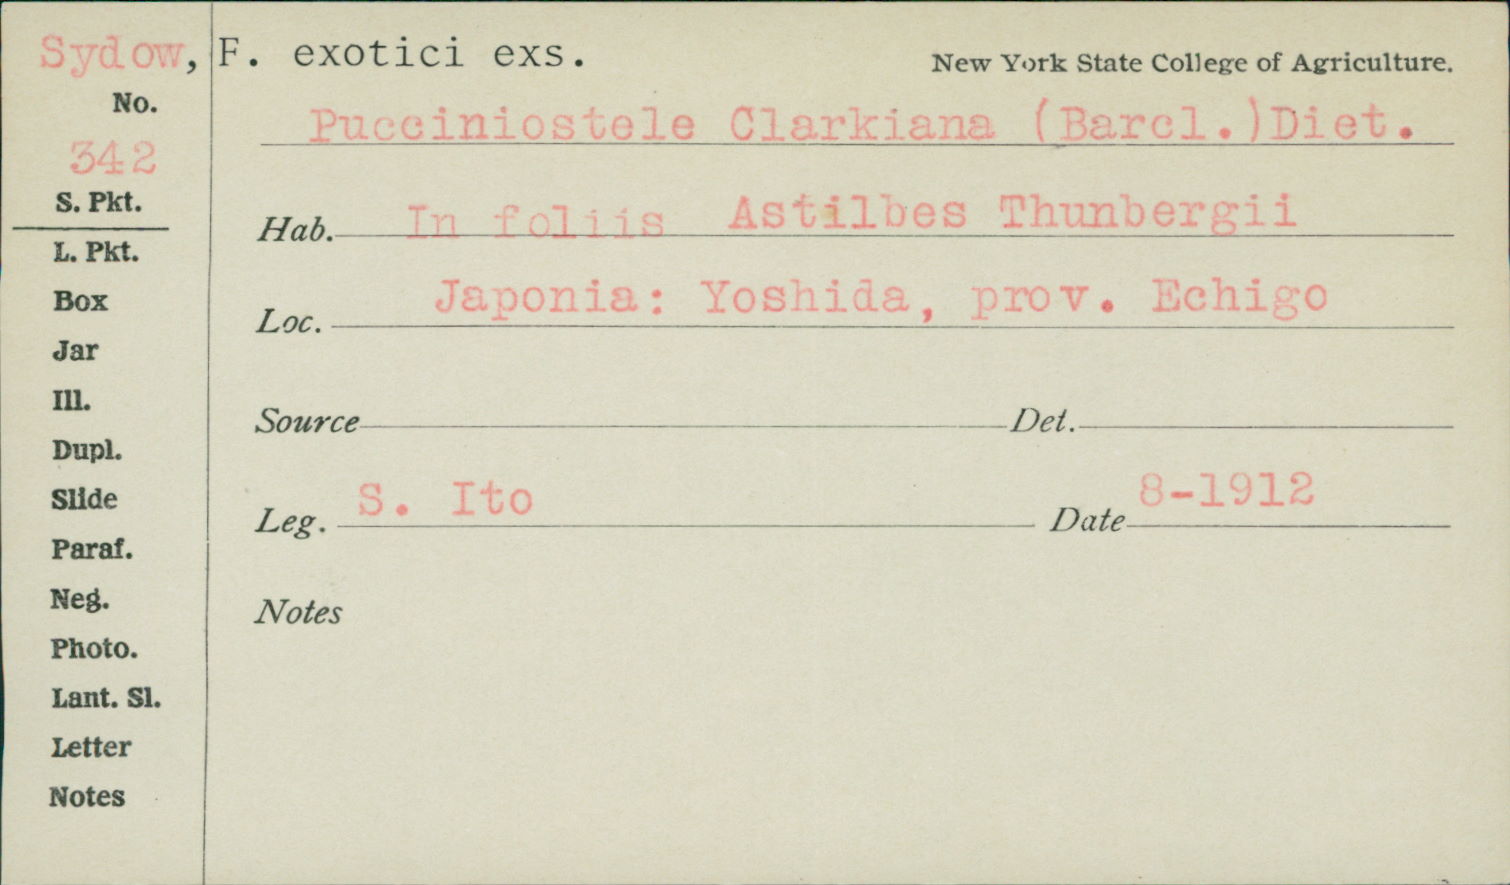 Sydow, F. exotici exs.
New York State College of Agriculture.
No.
342
Pucciniostele Clarkiana (Barcl.)Diet.
S. Pkt.
Hab. In foliis Astilbes Thunbergii
L. Pkt.
Box
Loc. Japonia: Yoshida, prov. Echigo
Jar
Ill.
Source Det.
Dupl.
Slide
Leg. S. Ito Date 8-1912
Paraf.
Neg.
Notes
Photo.
Lant. Sl.
Letter
Notes